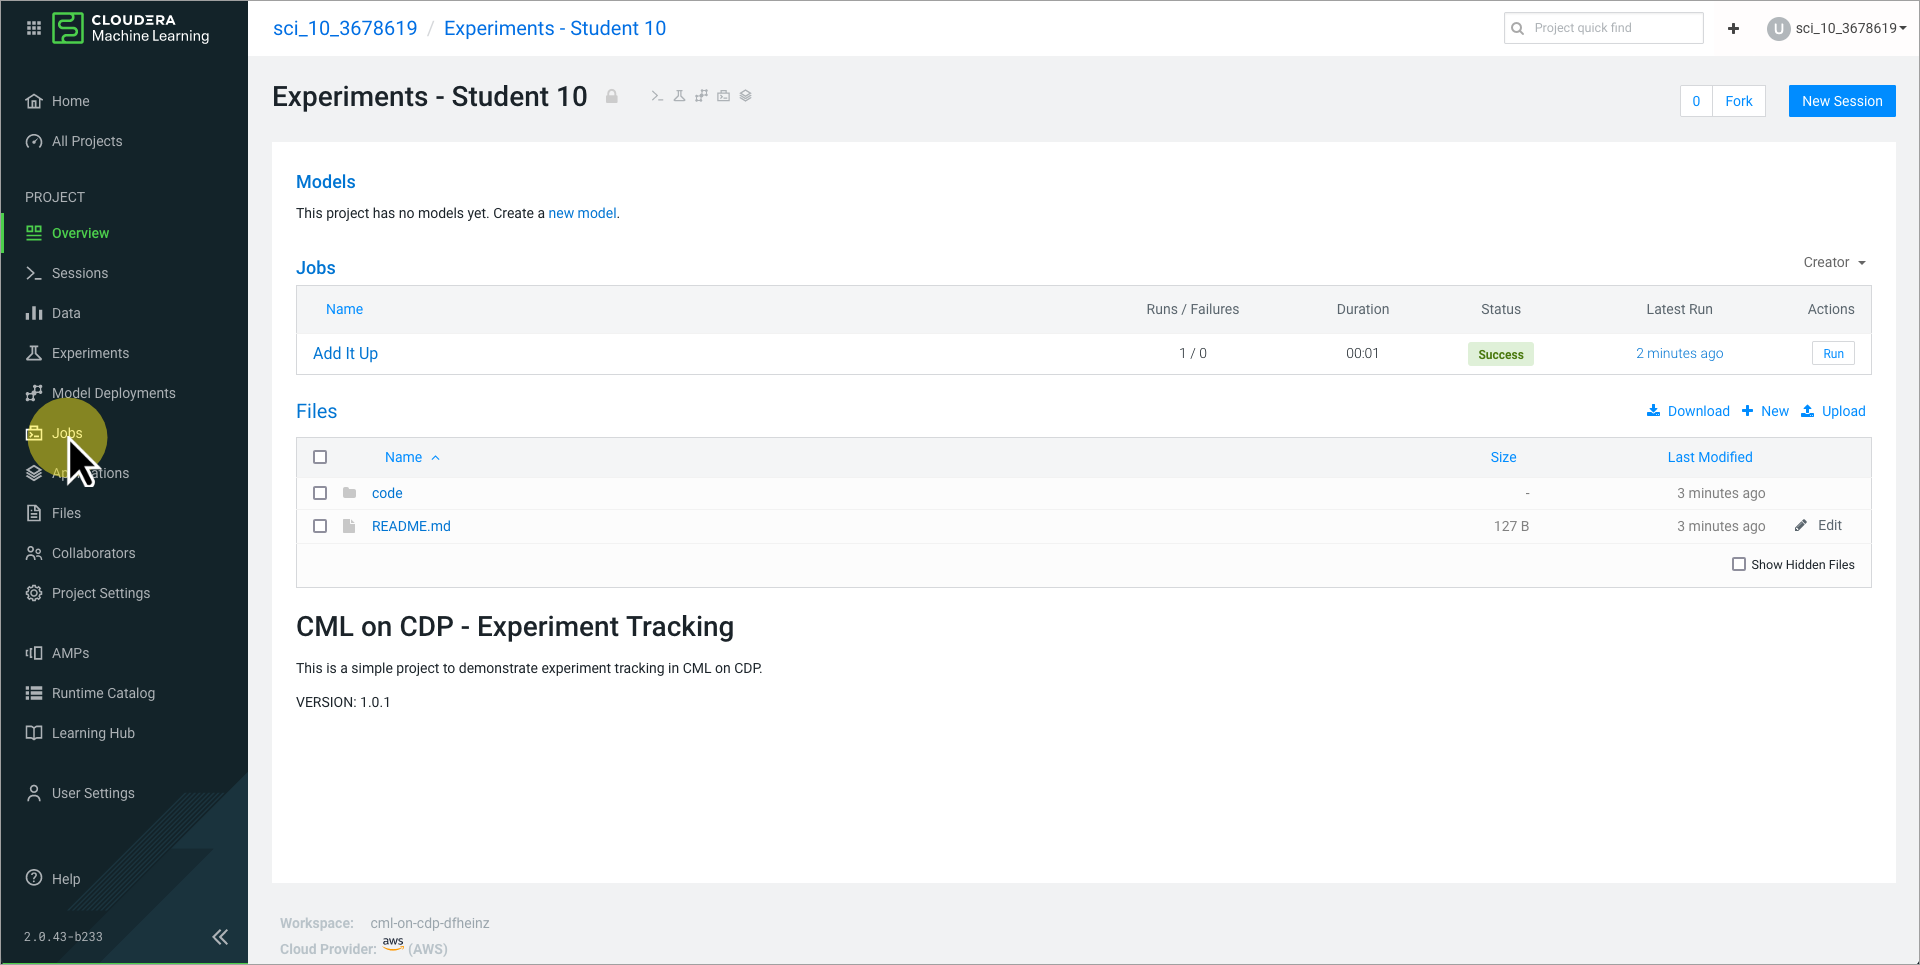 CLOUDERA
Machine Learning
sci_10_3678619 / Experiments - Student 10
Project quick find
U
sci_10_3678619
Home
All Projects
PROJECT
Overview
Sessions
Data
Experiments
Model Deployments
Jobs
Files
Collaborators
Project Settings
AMPs
Runtime Catalog
Learning Hub
User Settings
Help
2.0.43-b233
Experiments - Student 10
0 Fork
New Session
Models
This project has no models yet. Create a new model.
Jobs
Creator
Name Runs / Failures Duration Status Latest Run Actions
Add It Up 1 / 0 00:01 Success 2 minutes ago Run
Files
Download New Upload
Name Size Last Modified
code - 3 minutes ago
README.md 127 B 3 minutes ago Edit
Show Hidden Files
CML on CDP - Experiment Tracking
This is a simple project to demonstrate experiment tracking in CML on CDP.
VERSION: 1.0.1
Workspace: cml-on-cdp-dfheinz
Cloud Provider: aws (AWS)